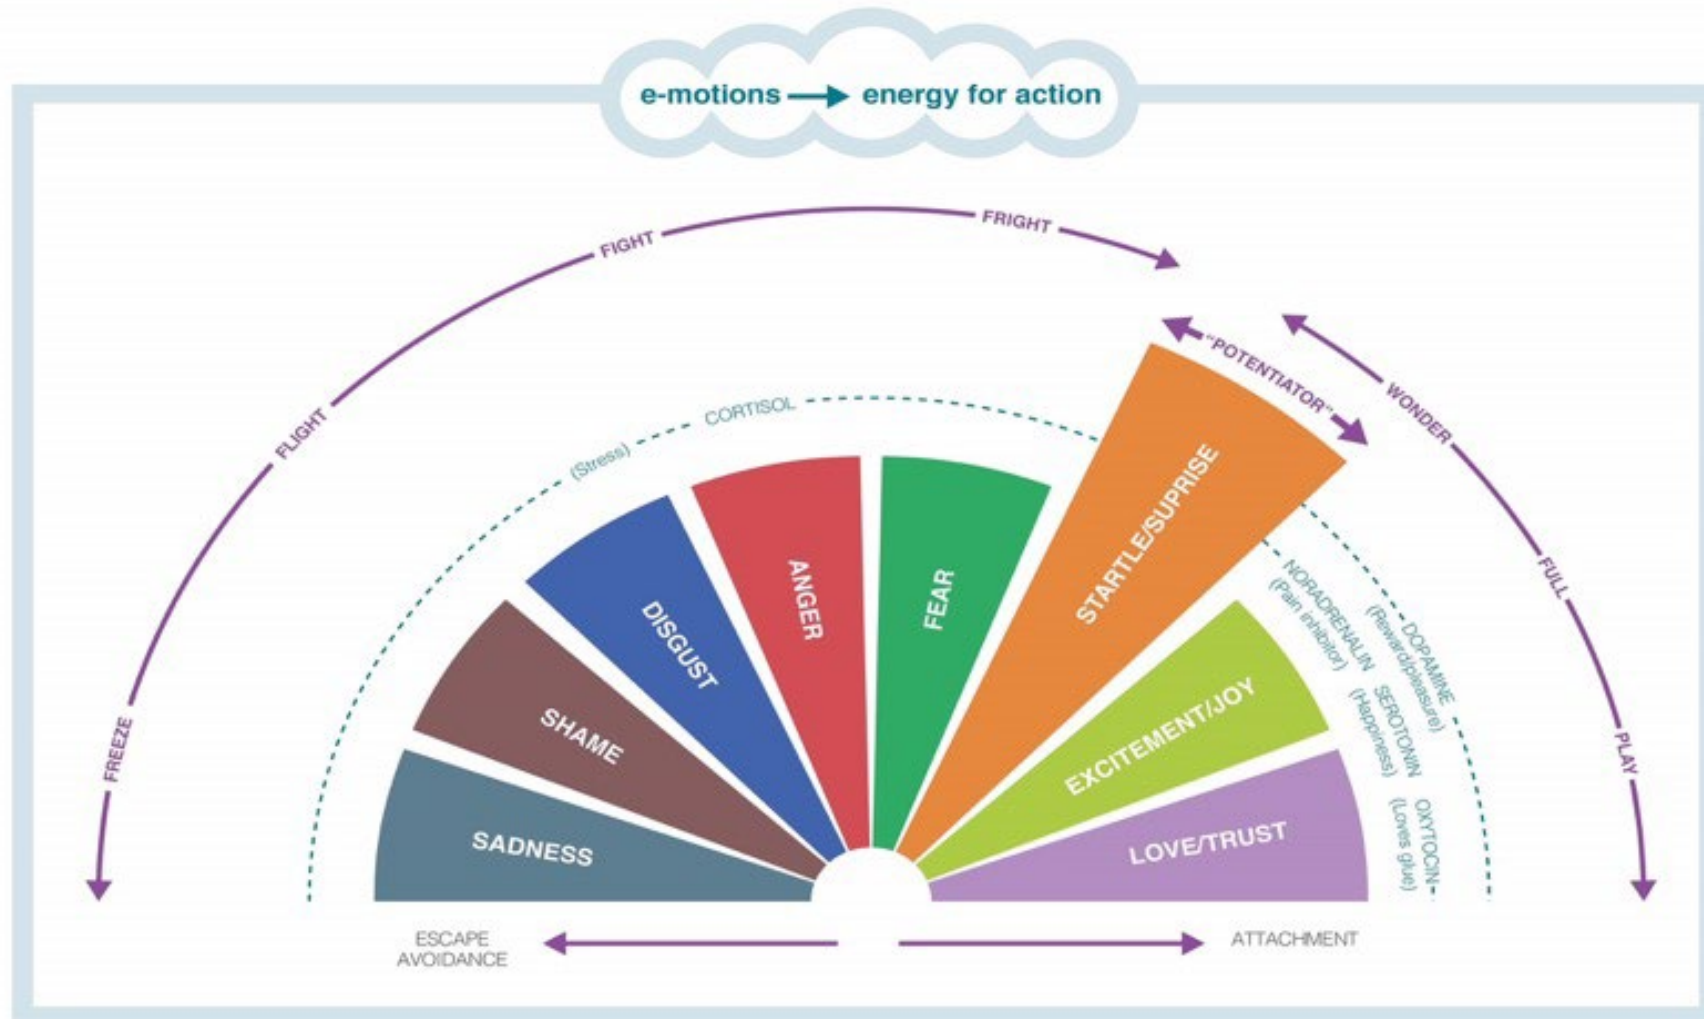 e-motions → energy for action
FREEZE
FLIGHT
FIGHT
FRIGHT
"POTENTIATOR"
WONDER
FULL
PLAY
(Stress)
CORTISOL
SADNESS
SHAME
DISGUST
ANGER
FEAR
STARTLE/SUPRISE
EXCITEMENT/JOY
LOVE/TRUST
NORADRENALIN
(Pain inhibitor)
DOPAMINE
(Reward/pleasure)
SEROTONIN
(Happiness)
OXYTOCIN
(Loves glue)
ESCAPE
AVOIDANCE
ATTACHMENT